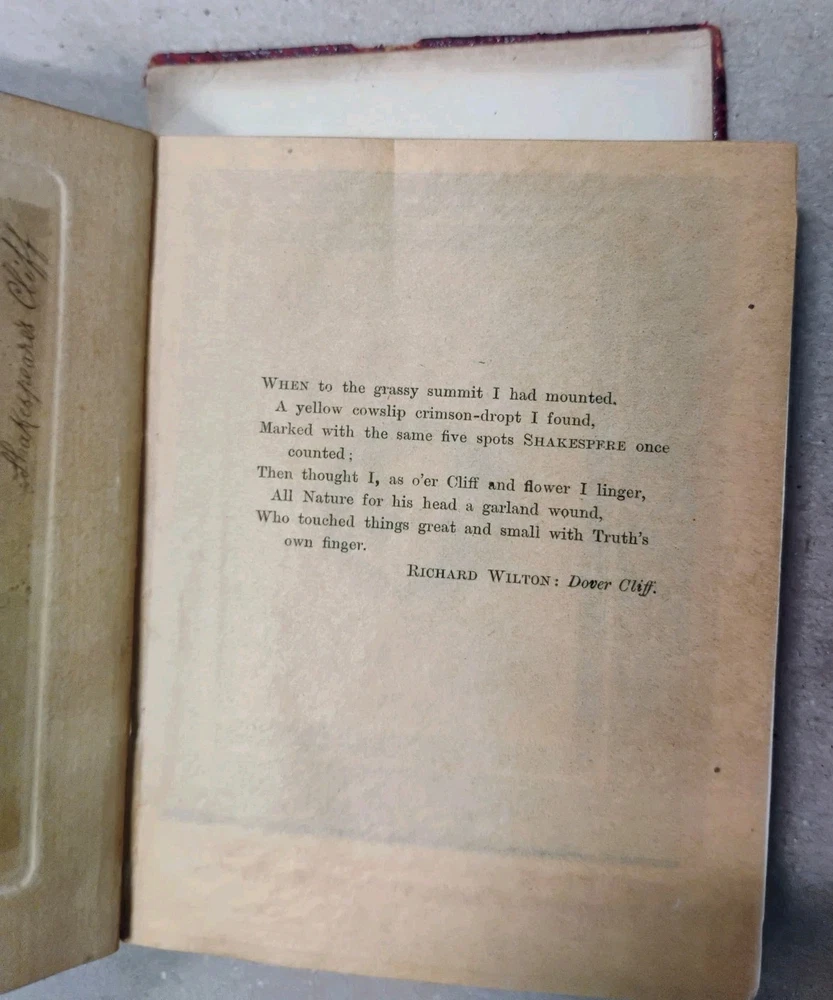 Shakespeare's Cliff
WHEN to the grassy summit I had mounted.
A yellow cowslip crimson-dropt I found,
Marked with the same five spots SHAKESPERE once
counted;
Then thought I, as o'er Cliff and flower I linger,
All Nature for his head a garland wound,
Who touched things great and small with Truth's
own finger.
RICHARD WILTON: Dover Cliff.